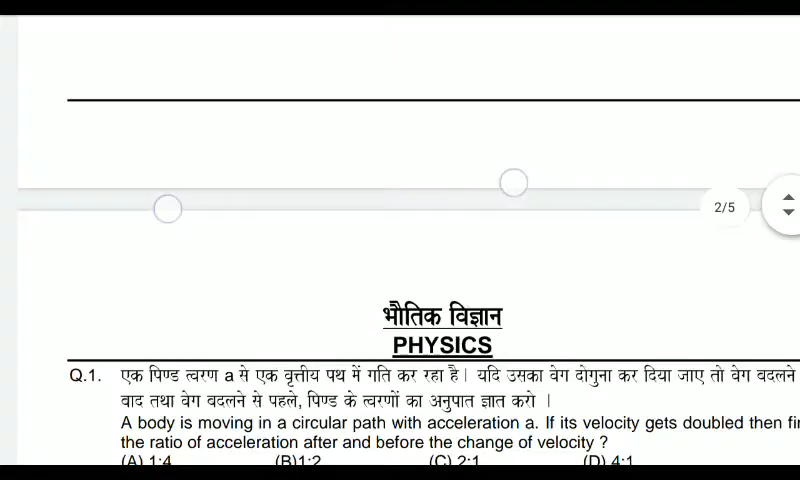 2/5
भौतिक विज्ञान
PHYSICS
Q.1. एक पिण्ड त्वरण a से एक वृत्तीय पथ में गति कर रहा है। यदि उसका वेग दोगुना कर दिया जाए तो वेग बदलने
वाद तथा वेग बदलने से पहले, पिण्ड के त्वरणों का अनुपात ज्ञात करो ।
A body is moving in a circular path with acceleration a. If its velocity gets doubled then
the ratio of acceleration after and before the change of velocity ?
(A) 1:4 (B)1:2 (C) 2:1 (D) 4:1